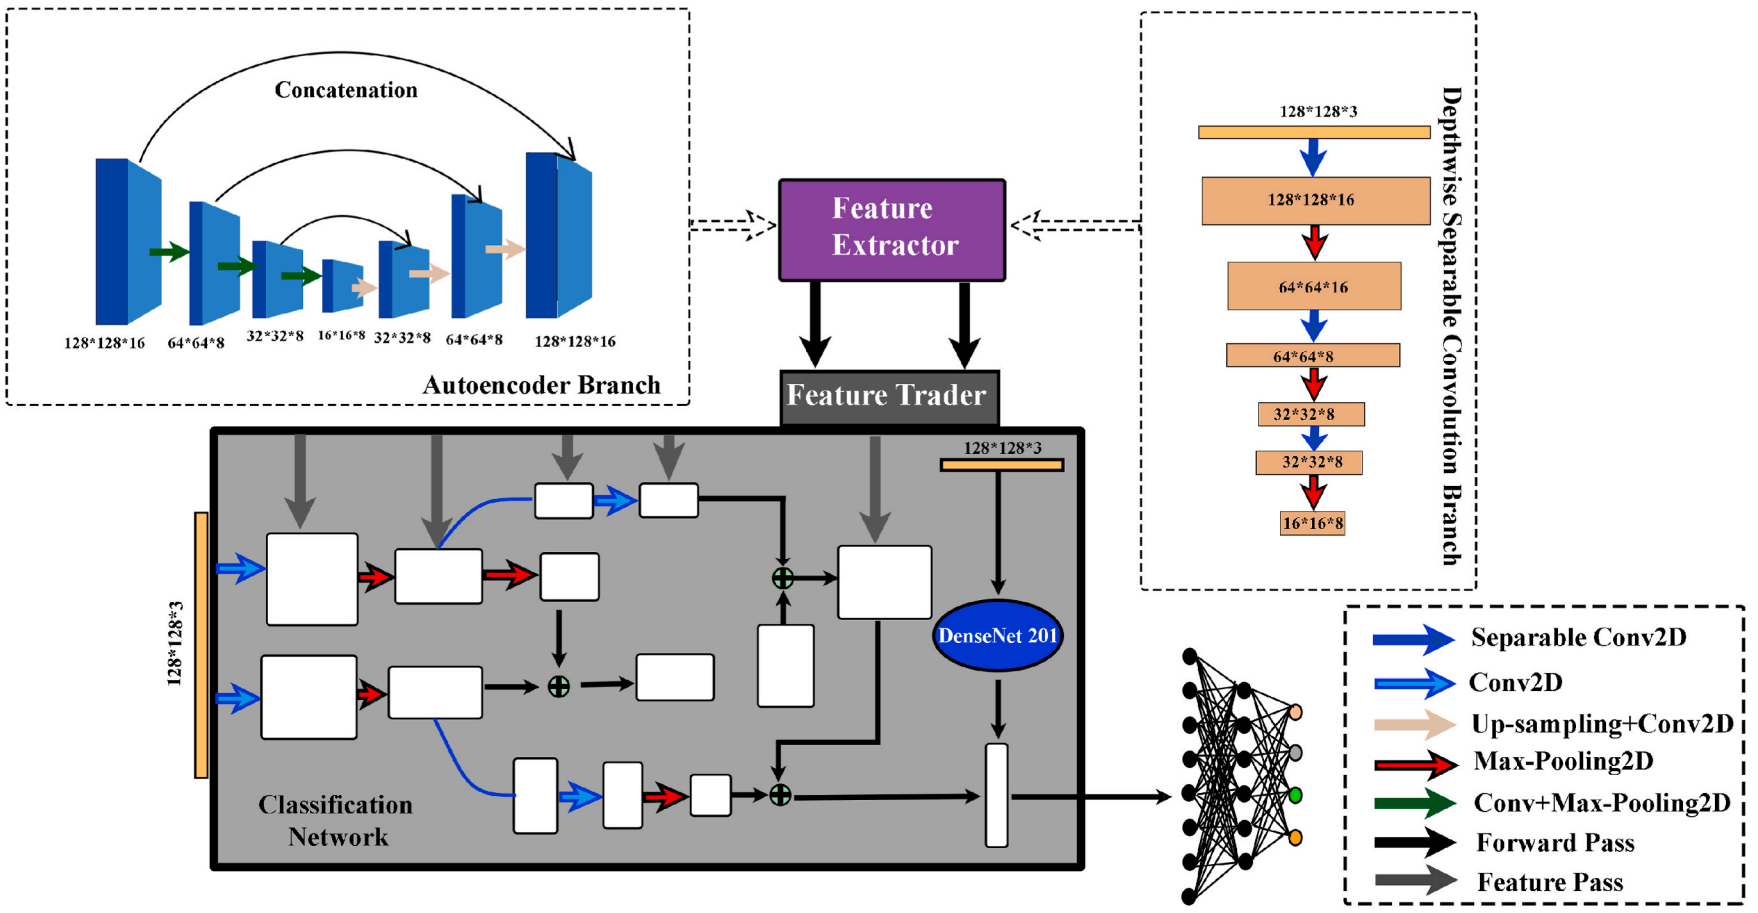 Concatenation
128*128*16
64*64*8
32*32*8
16*16*8
32*32*8
64*64*8
128*128*16
Autoencoder Branch
Feature
Extractor
Feature Trader
128*128*3
128*128*16
64*64*16
64*64*8
32*32*8
32*32*8
16*16*8
Depthwise Separable Convolution Branch
128*128*3
128*128*3
DenseNet 201
Classification
Network
Separable Conv2D
Conv2D
Up-sampling+Conv2D
Max-Pooling2D
Conv+Max-Pooling2D
Forward Pass
Feature Pass